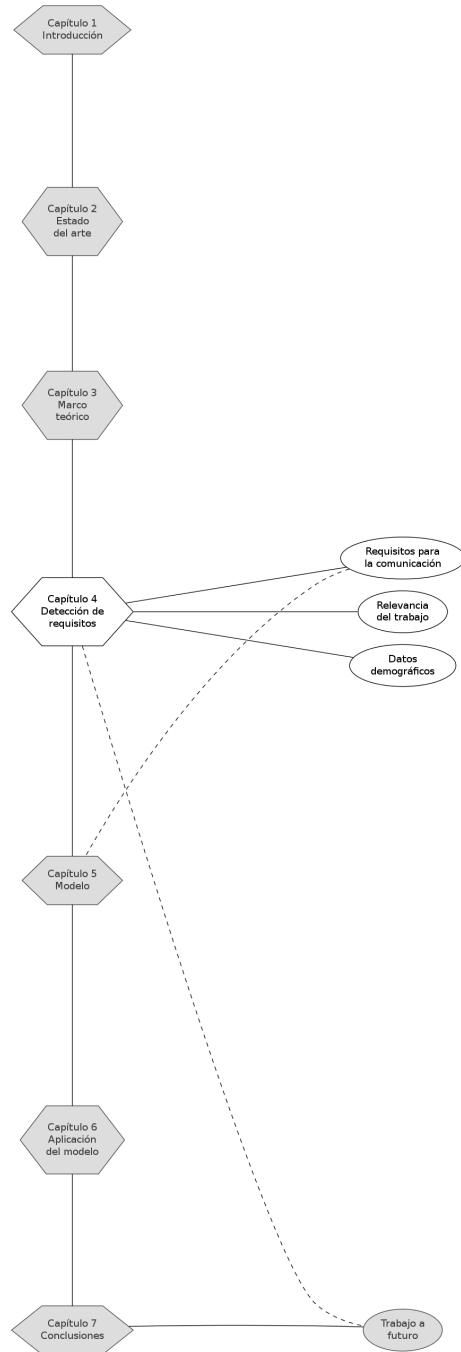 Capítulo 1
Introducción
Capítulo 2
Estado
del arte
Capítulo 3
Marco
teórico
Capítulo 4
Detección de
requisitos
Requisitos para
la comunicación
Relevancia
del trabajo
Datos
demográficos
Capítulo 5
Modelo
Capítulo 6
Aplicación
del modelo
Capítulo 7
Conclusiones
Trabajo a
futuro